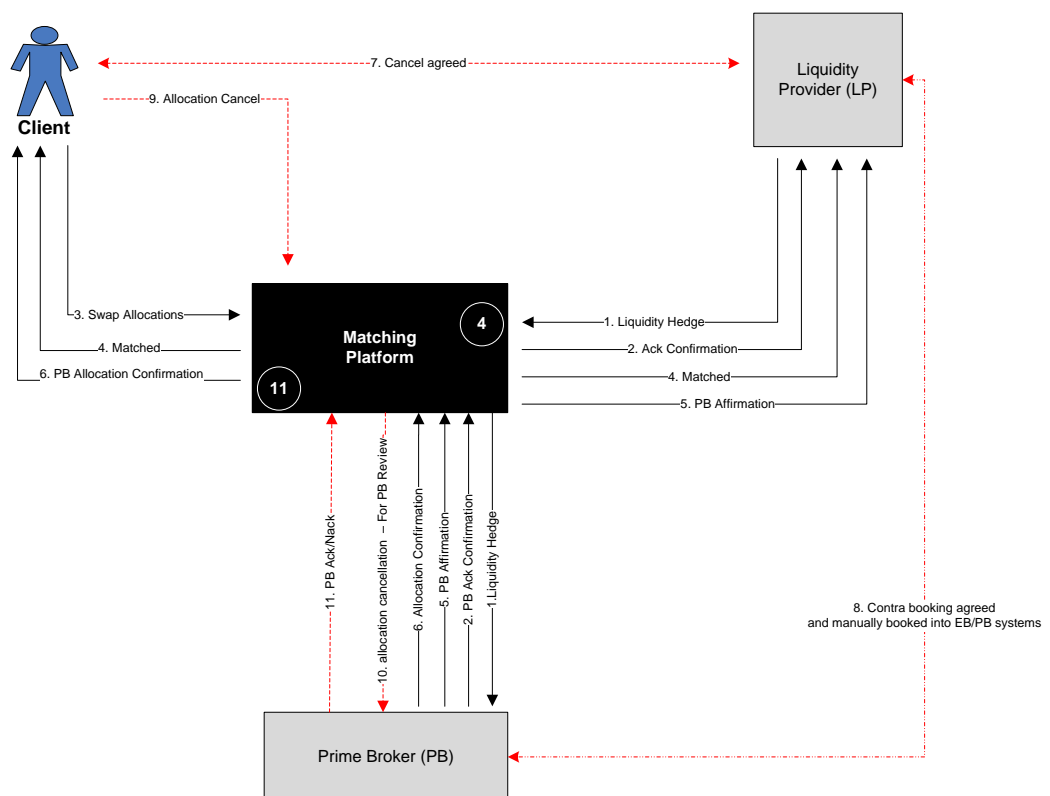 7. Cancel agreed
Liquidity
Provider (LP)
9. Allocation Cancel
Client
3. Swap Allocations
4. Matched
6. PB Allocation Confirmation
Matching
Platform
4
11
1. Liquidity Hedge
2. Ack Confirmation
4. Matched
5. PB Affirmation
11. PB Ack/Nack
10. allocation cancellation – For PB Review
6. Allocation Confirmation
5. PB Affirmation
2. PB Ack Confirmation
1.Liquidity Hedge
8. Contra booking agreed
and manually booked into EB/PB systems
Prime Broker (PB)